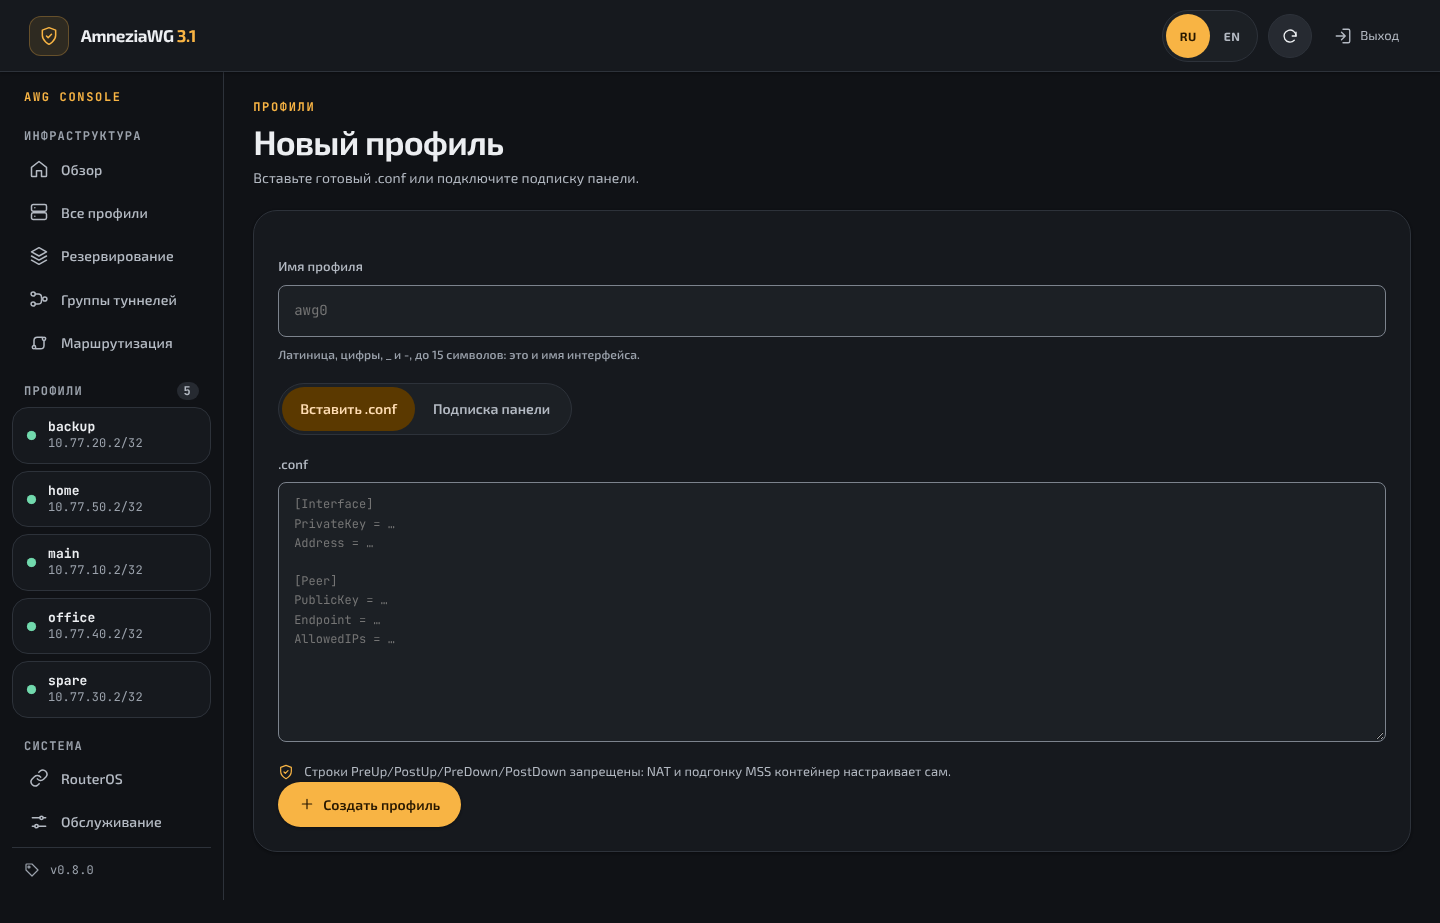 AmneziaWG 3.1
RU
EN
Выход
AWG CONSOLE
ИНФРАСТРУКТУРА
Обзор
Все профили
Резервирование
Группы туннелей
Маршрутизация
ПРОФИЛИ
5
backup
10.77.20.2/32
home
10.77.50.2/32
main
10.77.10.2/32
office
10.77.40.2/32
spare
10.77.30.2/32
СИСТЕМА
RouterOS
Обслуживание
v0.8.0
ПРОФИЛИ
Новый профиль
Вставьте готовый .conf или подключите подписку панели.
Имя профиля
awg0
Латиница, цифры, _ и -, до 15 символов: это и имя интерфейса.
Вставить .conf
Подписка панели
.conf
[Interface]
PrivateKey = …
Address = …
[Peer]
PublicKey = …
Endpoint = …
AllowedIPs = …
Строки PreUp/PostUp/PreDown/PostDown запрещены: NAT и подгонку MSS контейнер настраивает сам.
Создать профиль